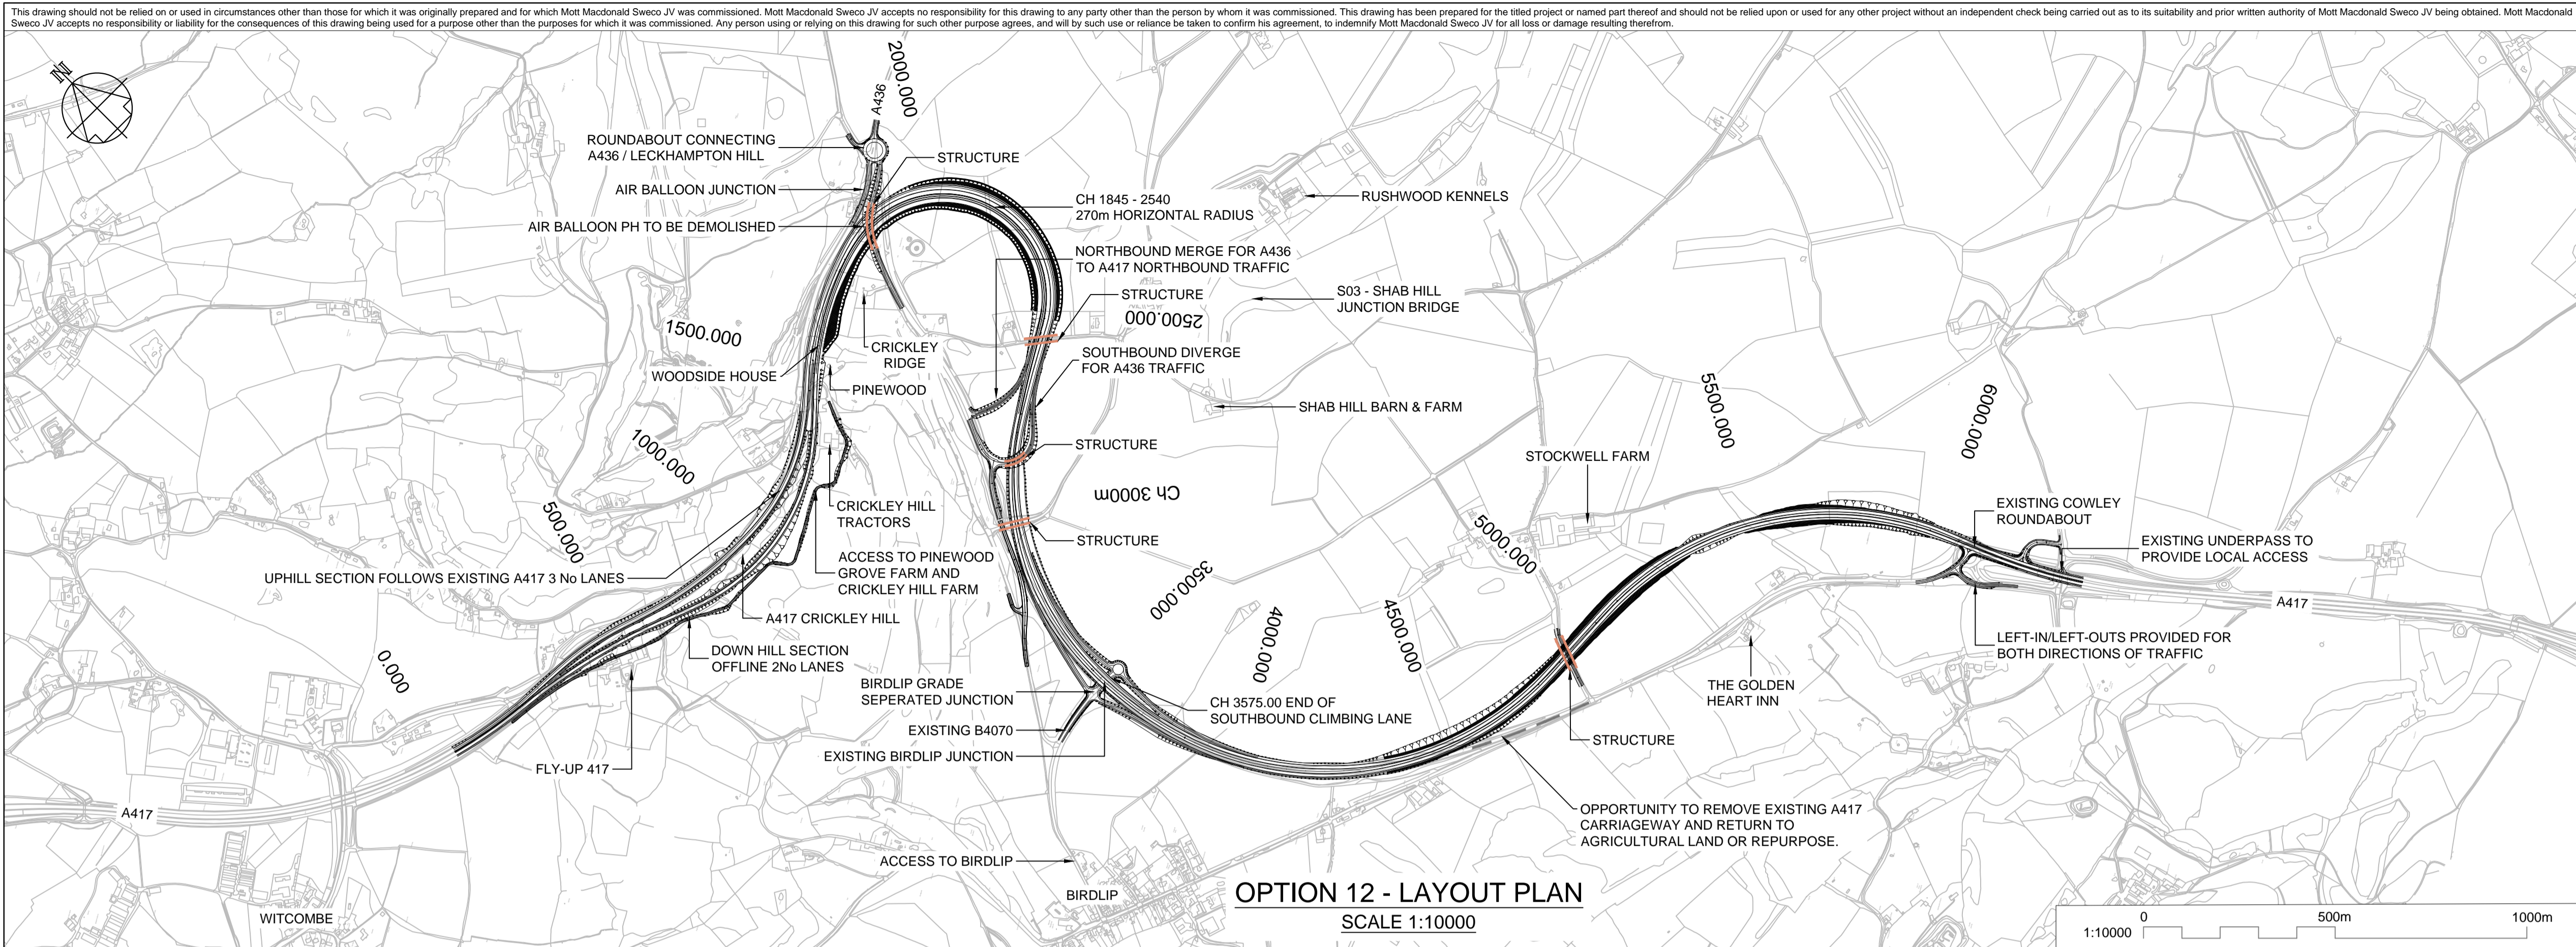 This drawing should not be relied on or used in circumstances other than those for which it was originally prepared and for which Mott Macdonald Sweco JV was commissioned. Mott Macdonald Sweco JV accepts no responsibility for this drawing to any party other than the person by whom it was commissioned. This drawing has been prepared for the titled project or named part thereof and should not be relied upon or used for any other project without an independent check being carried out as to its suitability and prior written authority of Mott Macdonald Sweco JV being obtained. Mott Macdonald
Sweco JV accepts no responsibility or liability for the consequences of this drawing being used for a purpose other than the purposes for which it was commissioned. Any person using or relying on this drawing for such other purpose agrees, and will by such use or reliance be taken to confirm his agreement, to indemnify Mott Macdonald Sweco JV for all loss or damage resulting therefrom.
N
2000.000
A436
ROUNDABOUT CONNECTING
A436 / LECKHAMPTON HILL
STRUCTURE
AIR BALLOON JUNCTION
AIR BALLOON PH TO BE DEMOLISHED
CH 1845 - 2540
270m HORIZONTAL RADIUS
RUSHWOOD KENNELS
NORTHBOUND MERGE FOR A436
TO A417 NORTHBOUND TRAFFIC
STRUCTURE
2500.000
S03 - SHAB HILL
JUNCTION BRIDGE
1500.000
CRICKLEY
RIDGE
SOUTHBOUND DIVERGE
FOR A436 TRAFFIC
WOODSIDE HOUSE
PINEWOOD
SHAB HILL BARN & FARM
5500.000
6000.000
1000.000
STRUCTURE
STOCKWELL FARM
Ch 3000m
CRICKLEY HILL
TRACTORS
500.000
5000.000
EXISTING COWLEY
ROUNDABOUT
STRUCTURE
EXISTING UNDERPASS TO
PROVIDE LOCAL ACCESS
ACCESS TO PINEWOOD
GROVE FARM AND
CRICKLEY HILL FARM
UPHILL SECTION FOLLOWS EXISTING A417 3 No LANES
3500.000
4000.000
4500.000
A417
A417 CRICKLEY HILL
LEFT-IN/LEFT-OUTS PROVIDED FOR
BOTH DIRECTIONS OF TRAFFIC
DOWN HILL SECTION
OFFLINE 2No LANES
0.000
BIRDLIP GRADE
SEPERATED JUNCTION
THE GOLDEN
HEART INN
CH 3575.00 END OF
SOUTHBOUND CLIMBING LANE
EXISTING B4070
STRUCTURE
EXISTING BIRDLIP JUNCTION
FLY-UP 417
A417
OPPORTUNITY TO REMOVE EXISTING A417
CARRIAGEWAY AND RETURN TO
AGRICULTURAL LAND OR REPURPOSE.
ACCESS TO BIRDLIP
BIRDLIP
OPTION 12 - LAYOUT PLAN
SCALE 1:10000
WITCOMBE
0 500m 1000m
1:10000